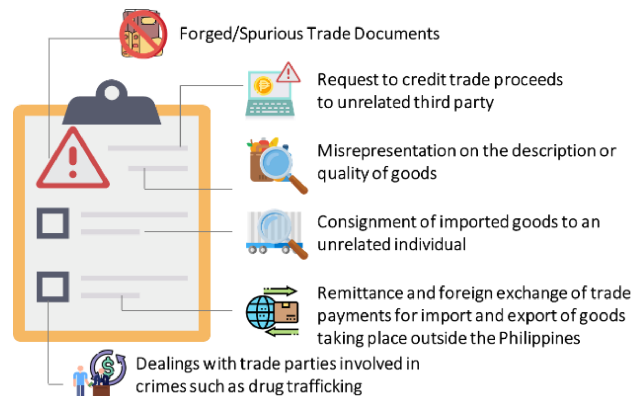 Forged/Spurious Trade Documents
Request to credit trade proceeds
to unrelated third party
Misrepresentation on the description or
quality of goods
Consignment of imported goods to an
unrelated individual
Remittance and foreign exchange of trade
payments for import and export of goods
taking place outside the Philippines
Dealings with trade parties involved in
crimes such as drug trafficking